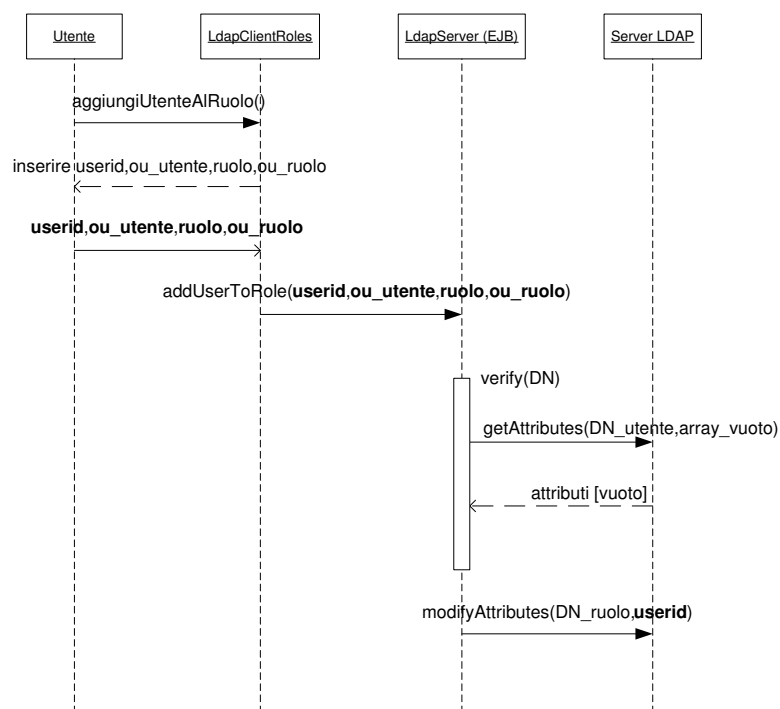 Utente
LdapClientRoles
LdapServer (EJB)
Server LDAP
aggiungiUtenteAlRuolo()
inserire userid,ou_utente,ruolo,ou_ruolo
userid,ou_utente,ruolo,ou_ruolo
addUserToRole(userid,ou_utente,ruolo,ou_ruolo)
verify(DN)
getAttributes(DN_utente,array_vuoto)
attributi [vuoto]
modifyAttributes(DN_ruolo,userid)